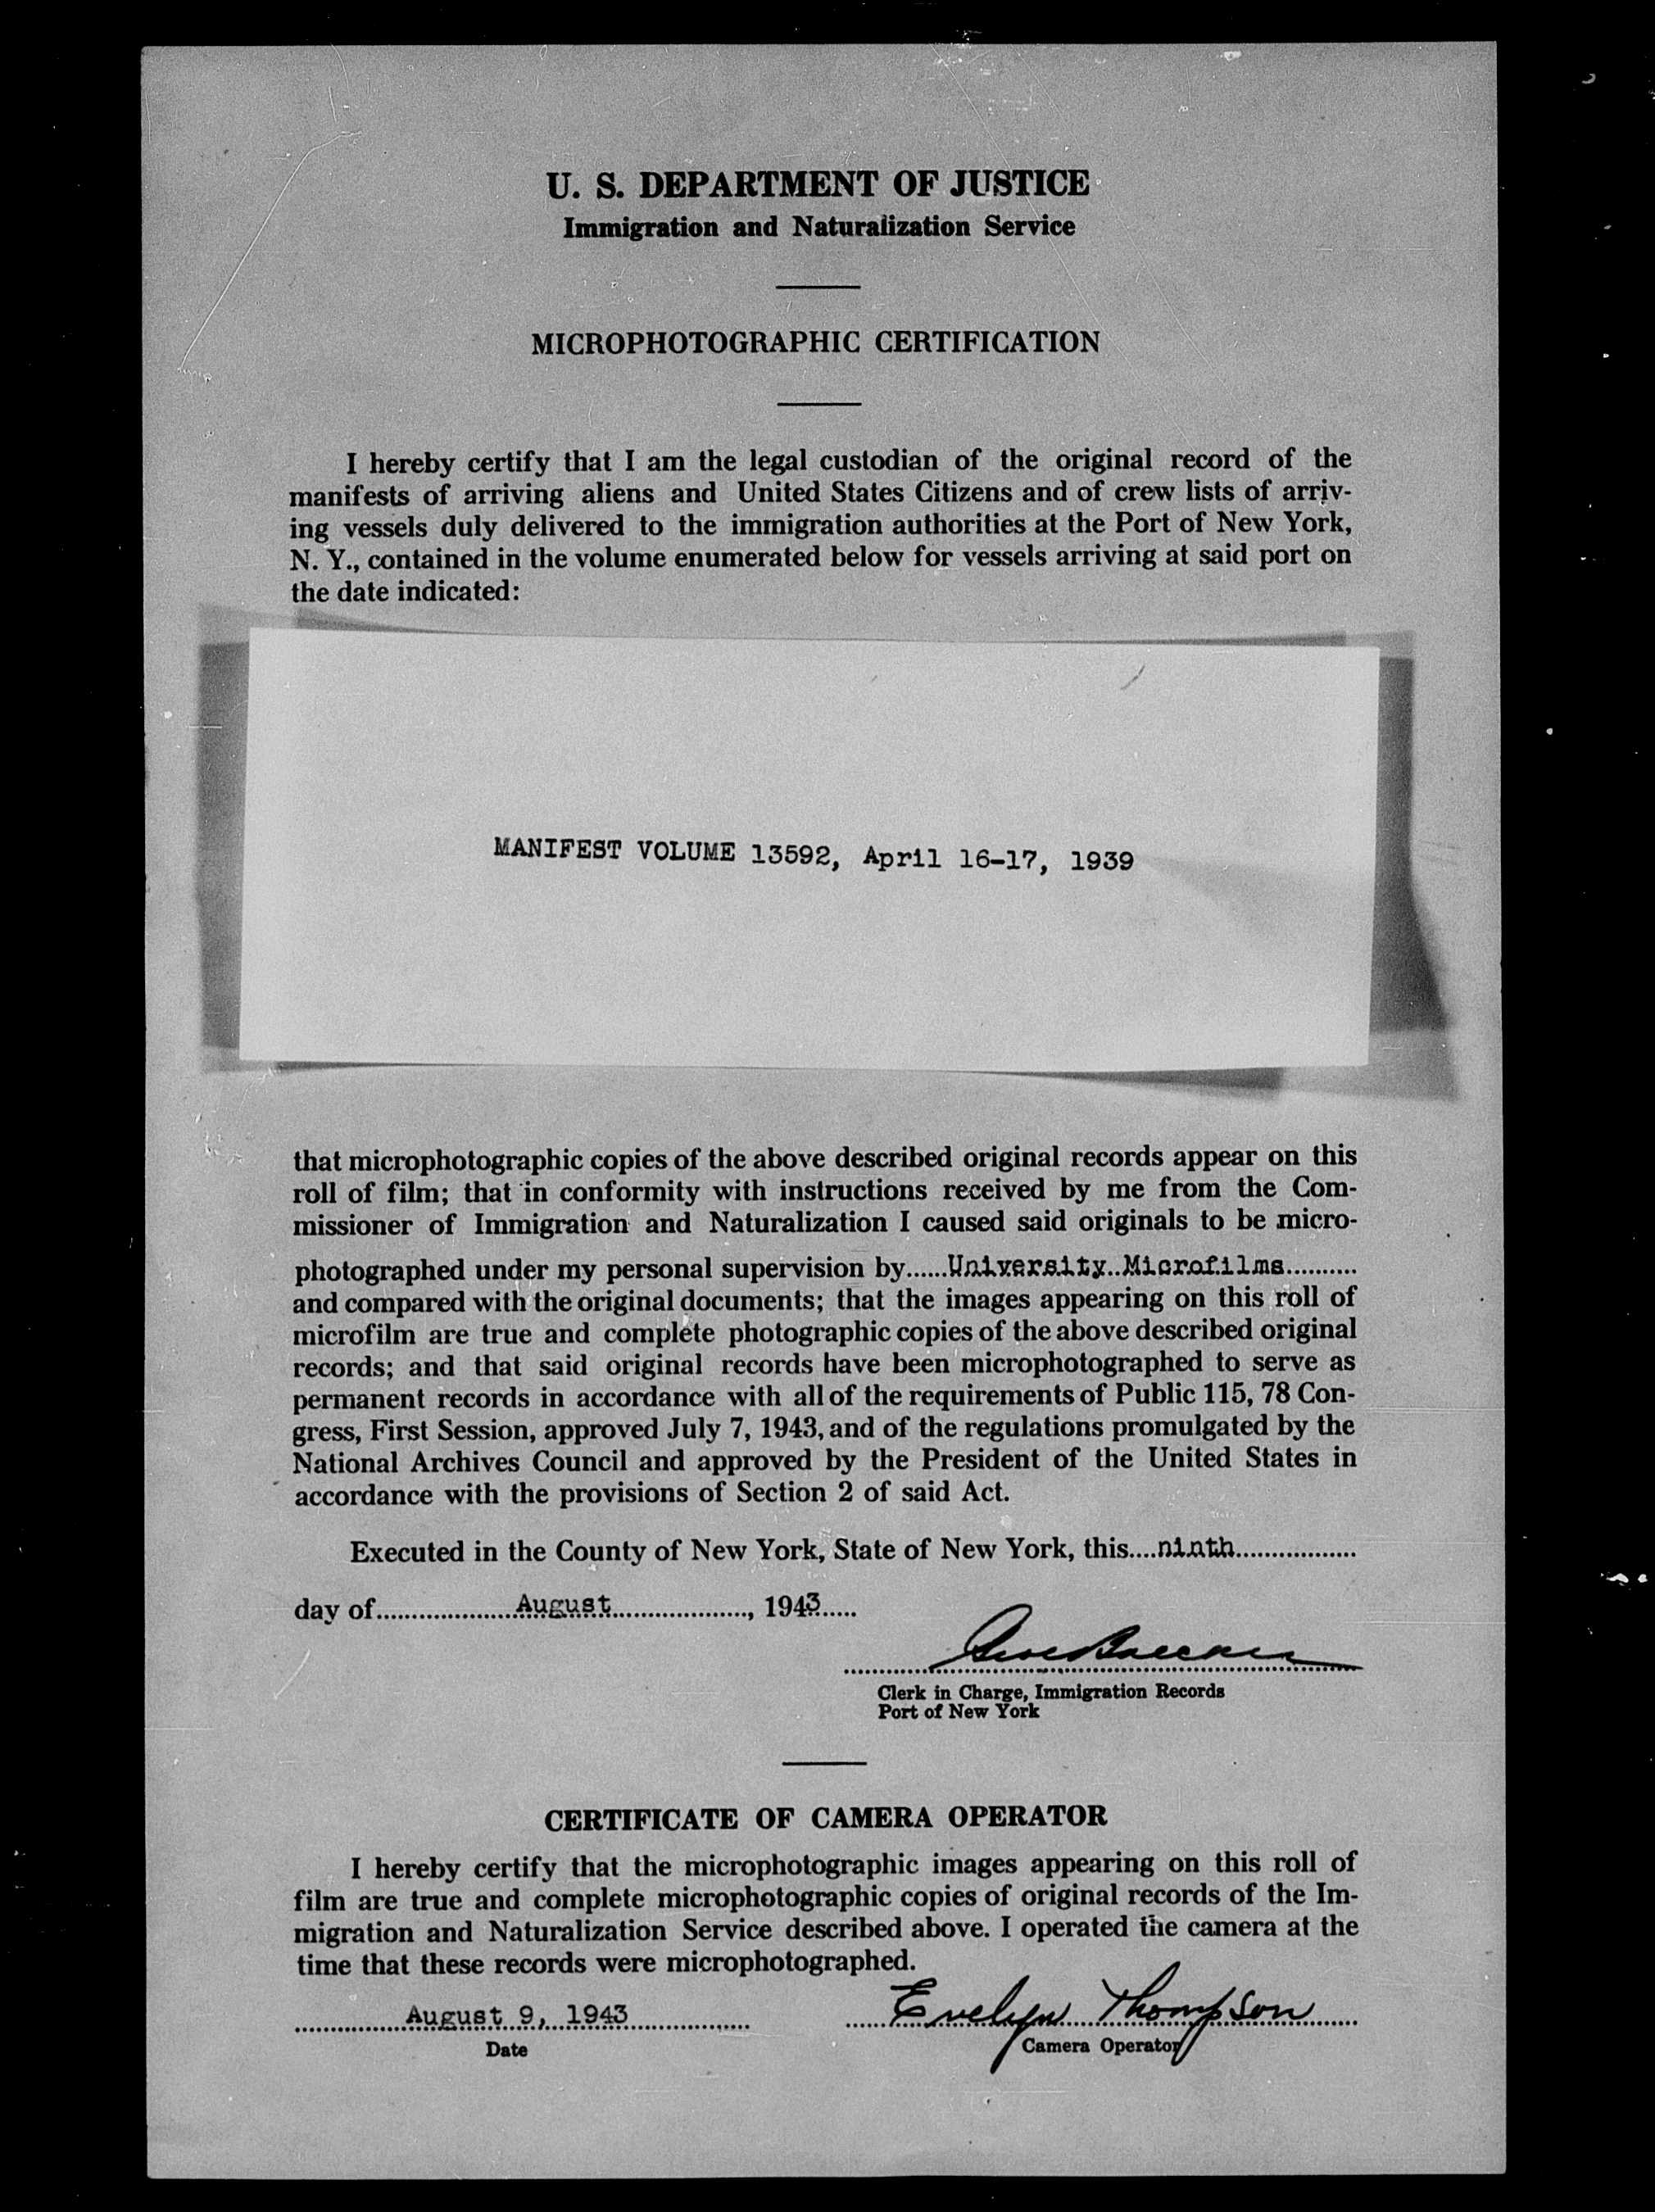 U. S. DEPARTMENT OF JUSTICE
Immigration and Naturalization Service
MICROPHOTOGRAPHIC CERTIFICATION
I hereby certify that I am the legal custodian of the original record of the
manifests of arriving aliens and United States Citizens and of crew lists of arriv-
ing vessels duly delivered to the immigration authorities at the Port of New York,
N. Y., contained in the volume enumerated below for vessels arriving at said port on
the date indicated:
MANIFEST VOLUME 13592, April 16-17, 1939
that microphotographic copies of the above described original records appear on this
roll of film; that in conformity with instructions received by me from the Com-
missioner of Immigration and Naturalization I caused said originals to be micro-
photographed under my personal supervision by......University Microfilms..........
and compared with the original documents; that the images appearing on this roll of
microfilm are true and complete photographic copies of the above described original
records; and that said original records have been microphotographed to serve as
permanent records in accordance with all of the requirements of Public 115, 78 Con-
gress, First Session, approved July 7, 1943, and of the regulations promulgated by the
National Archives Council and approved by the President of the United States in
accordance with the provisions of Section 2 of said Act.
Executed in the County of New York, State of New York, this....ninth.................
day of....................August...................., 1943.....
Clerk in Charge, Immigration Records
Port of New York
CERTIFICATE OF CAMERA OPERATOR
I hereby certify that the microphotographic images appearing on this roll of
film are true and complete microphotographic copies of original records of the Im-
migration and Naturalization Service described above. I operated the camera at the
time that these records were microphotographed.
August 9, 1943 Evelyn Thompson
Date Camera Operator